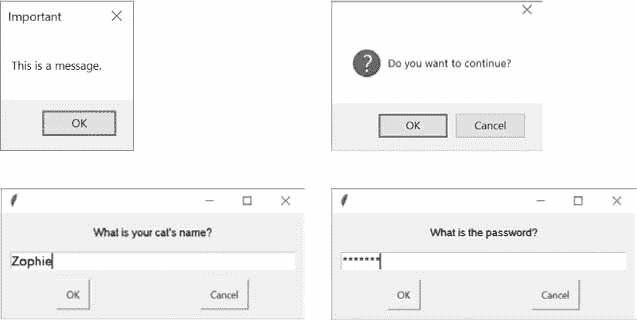 Important
This is a message.
OK
?
Do you want to continue?
OK Cancel
What is your cat's name?
Zophie
OK Cancel
What is the password?
*******
OK Cancel